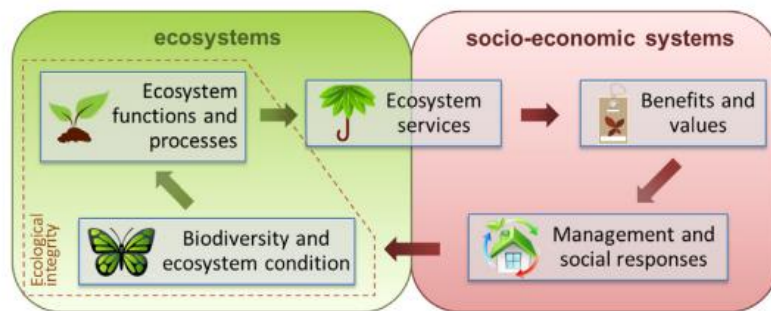 ecosystems
socio-economic systems
Ecosystem
functions and
processes
Ecosystem
services
Benefits and
values
Ecological
integrity
Biodiversity and
ecosystem condition
Management and
social responses